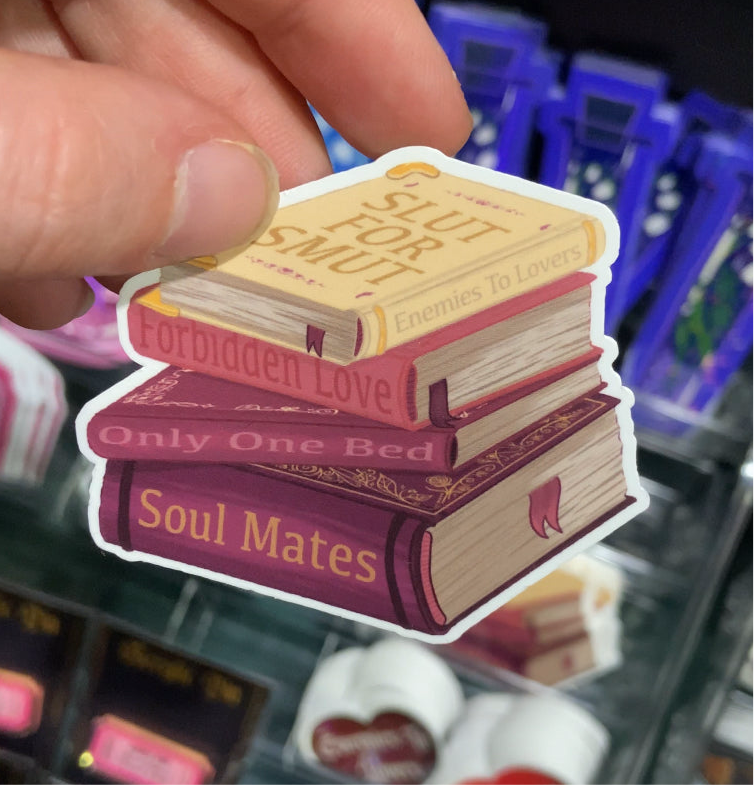 SLUT
FOR
SMUT
Enemies To Lovers
Forbidden Love
Only One Bed
Soul Mates